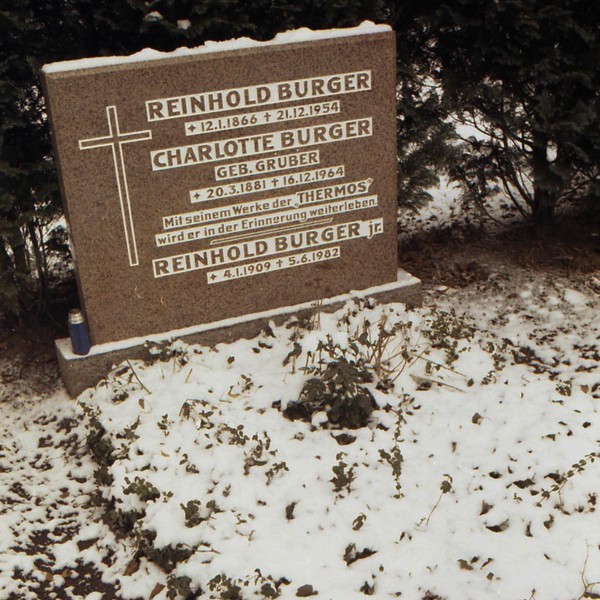 REINHOLD BURGER
✦ 12.1.1866 ✝ 21.12.1954
CHARLOTTE BURGER
GEB. GRUBER
✦ 20.3.1881 ✝ 16.12.1964
Mit seinem Werke der „THERMOS”
wird er in der Erinnerung weiterleben.
REINHOLD BURGER jr.
✦ 4.1.1909 ✝ 5.6.1982